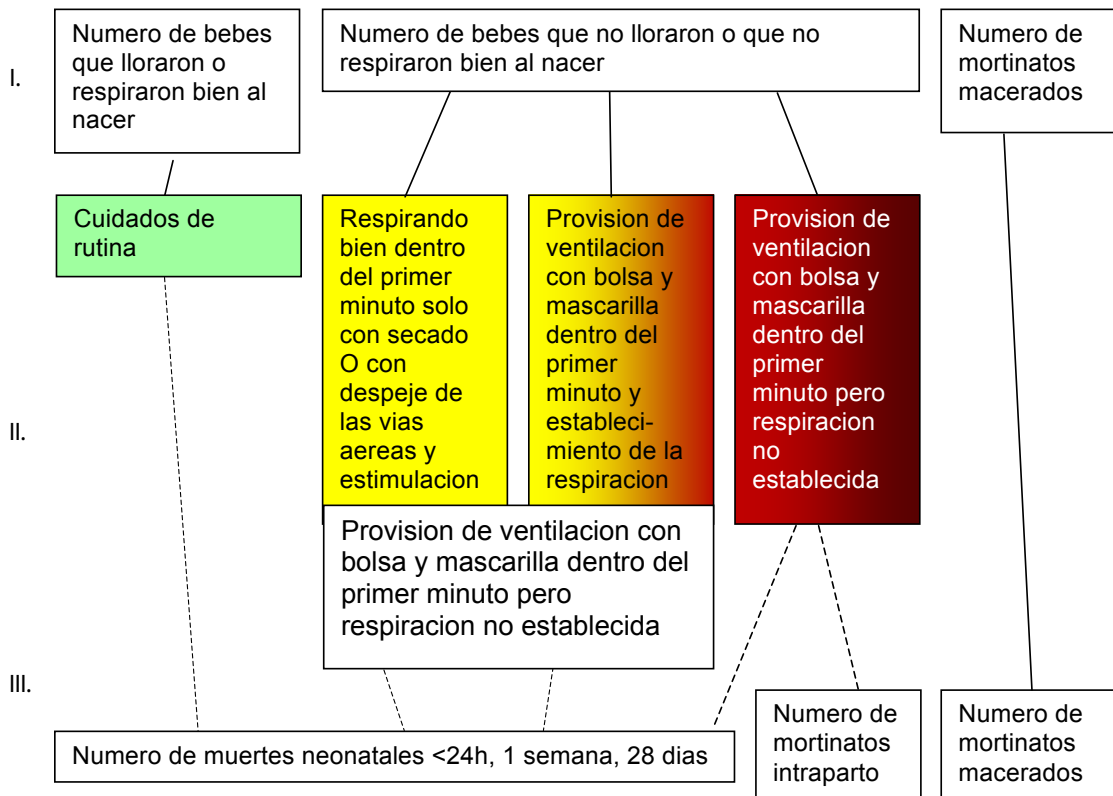 I.
Numero de bebes
que lloraron o
respiraron bien al
nacer
Numero de bebes que no lloraron o que no
respiraron bien al nacer
Numero de
mortinatos
macerados
II.
Cuidados de
rutina
Respirando
bien dentro
del primer
minuto solo
con secado
O con
despeje de
las vias
aereas y
estimulacion
Provision de
ventilacion
con bolsa y
mascarilla
dentro del
primer
minuto y
estableci-
miento de la
respiracion
Provision de
ventilacion
con bolsa y
mascarilla
dentro del
primer
minuto pero
respiracion
no
establecida
Provision de ventilacion con
bolsa y mascarilla dentro del
primer minuto pero
respiracion no establecida
III.
Numero de muertes neonatales <24h, 1 semana, 28 dias
Numero de
mortinatos
intraparto
Numero de
mortinatos
macerados